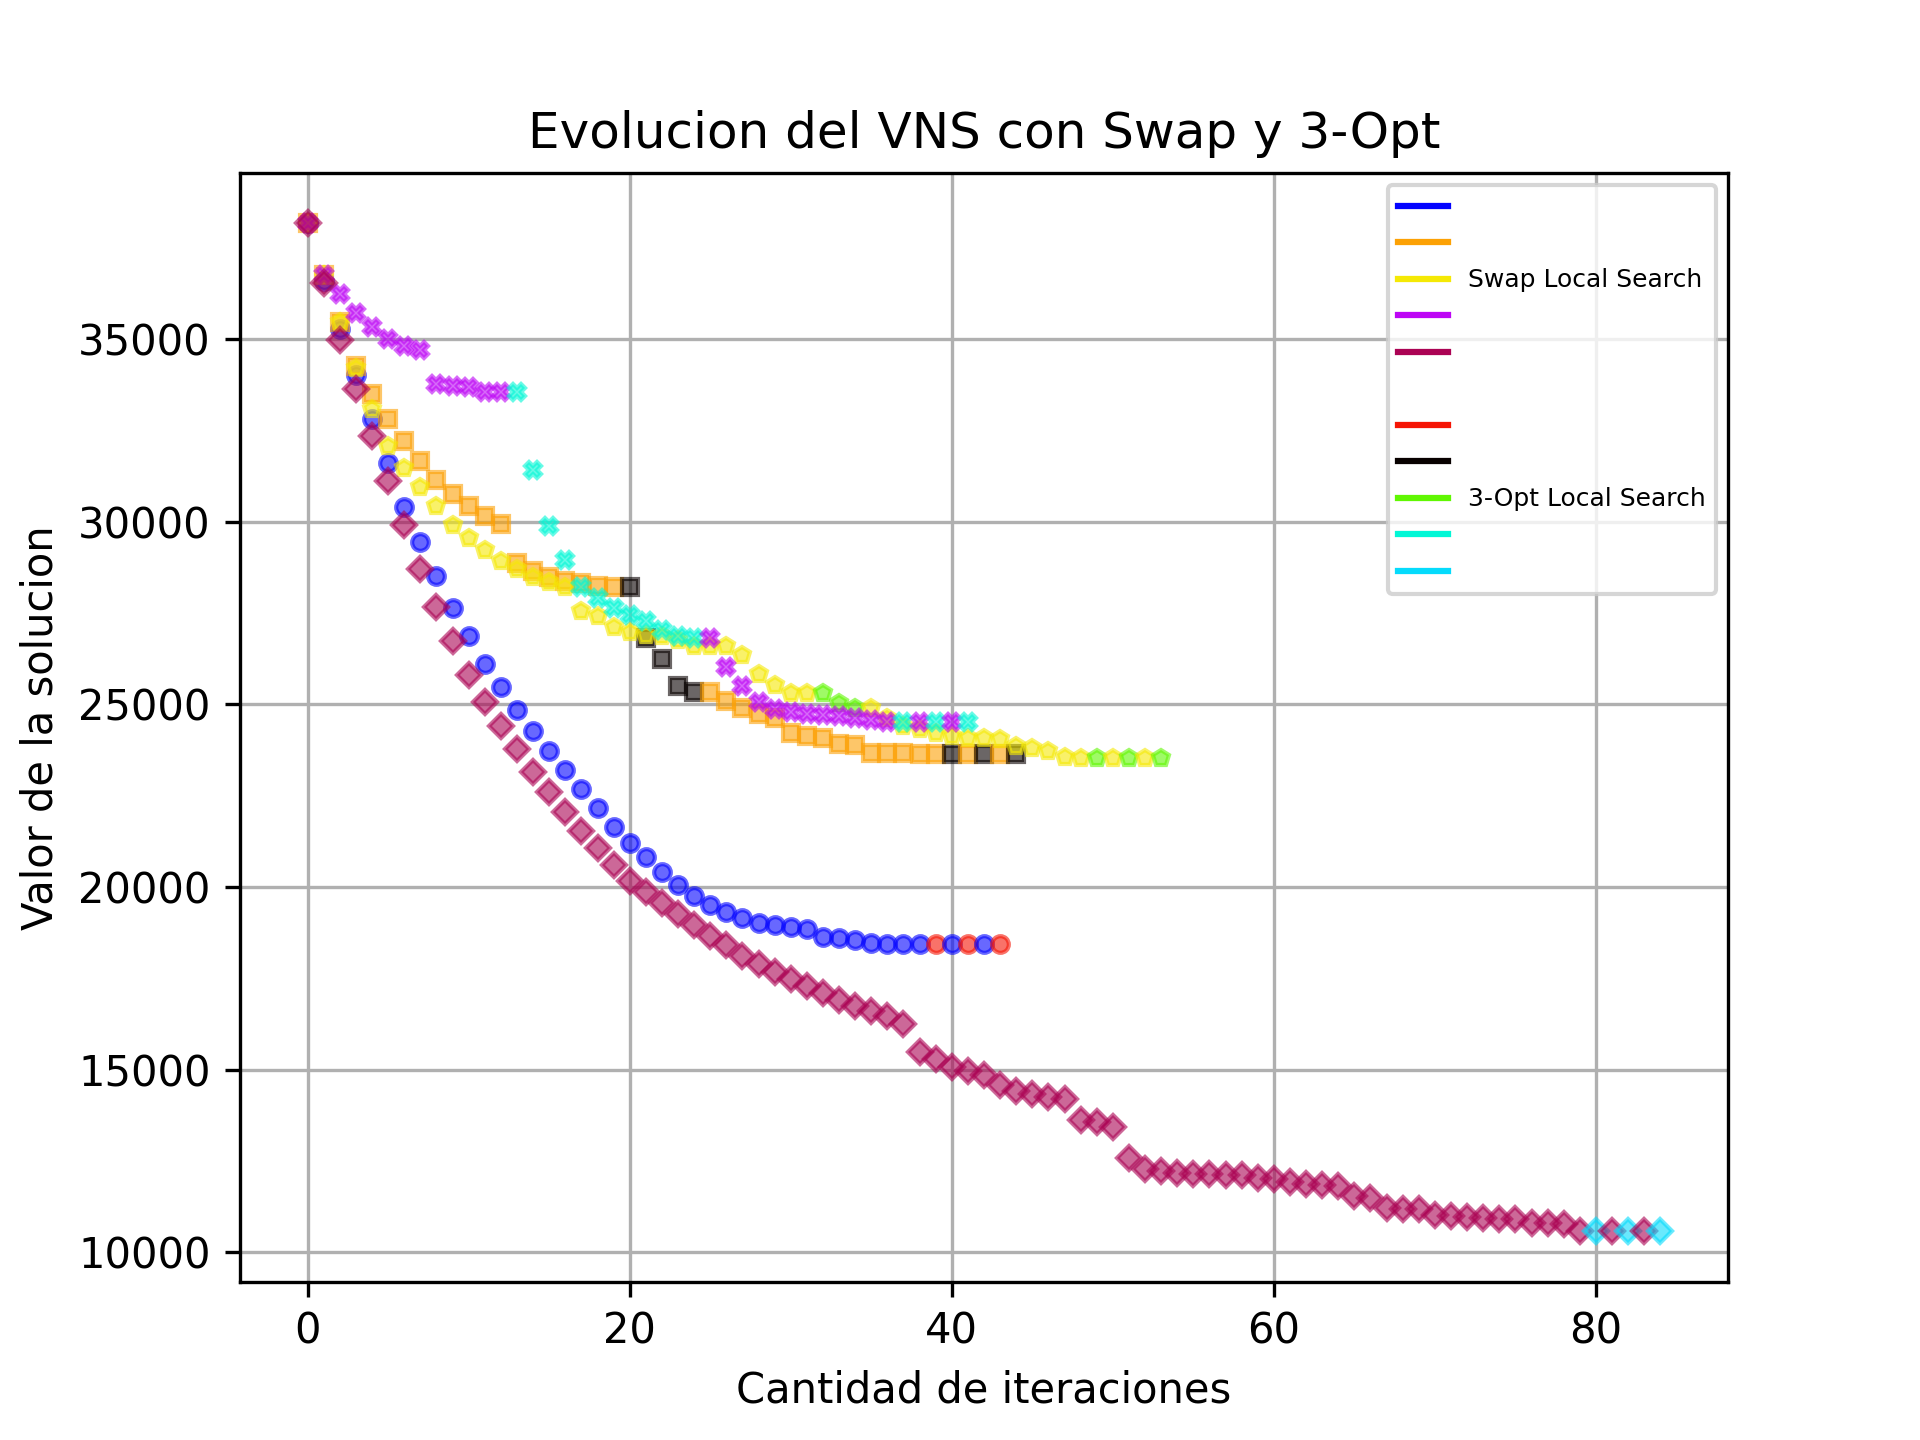 Evolucion del VNS con Swap y 3-Opt
Swap Local Search
3-Opt Local Search
35000
30000
25000
20000
15000
10000
Valor de la solucion
0 20 40 60 80
Cantidad de iteraciones